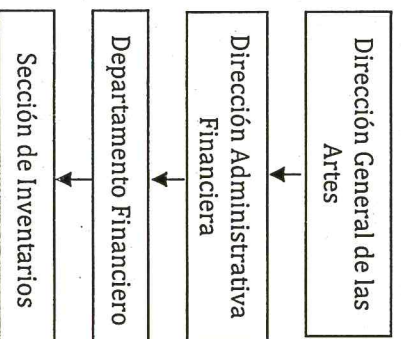 Dirección General de las
Artes
Dirección Administrativa
Financiera
Departamento Financiero
Sección de Inventarios